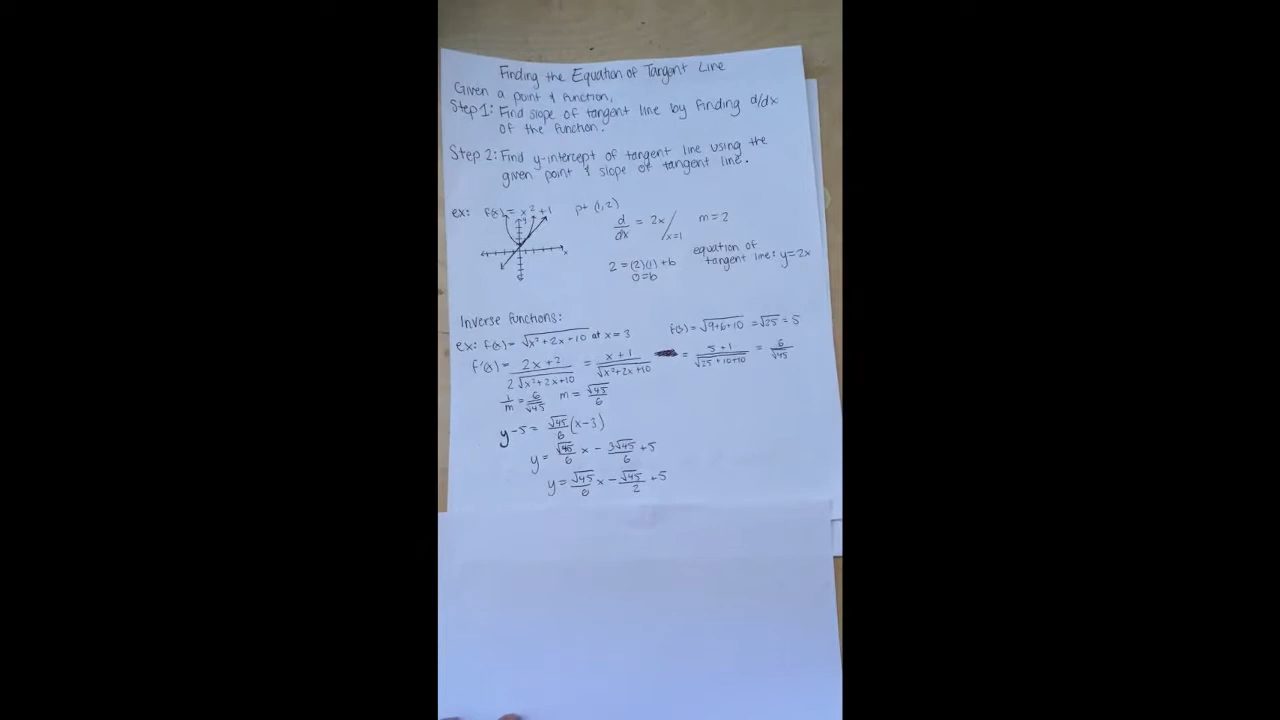 Finding the Equation of Tangent Line
Given a point & function,
Step 1: Find slope of tangent line by finding d/dx
of the function.
Step 2: Find y-intercept of tangent line using the
given point & slope of tangent line.
ex: f(x) = x² + 1 pt (1,2)
y
x
d/dx = 2x / x=1 m = 2
2 = (2)(1) + b
0 = b
equation of
tangent line: y = 2x
Inverse functions:
ex: f(x) = √(x² + 2x + 10) at x = 3 f(3) = √(9+6+10) = √25 = 5
f'(x) = (2x + 2)/(2√(x²+2x+10)) = (x + 1)/√(x²+2x+10) = (5 + 1)/√(25+10+10) = 6/√45
1/m = 6/√45 m = √45/6
y - 5 = √45/6 (x - 3)
y = √45/6 x - 3√45/6 + 5
y = √45/6 x - √45/2 + 5